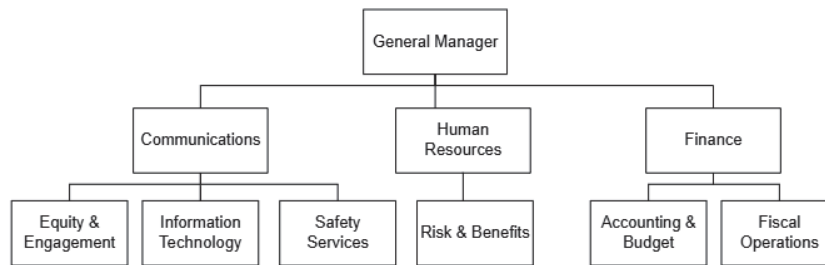 General Manager
Communications
Human
Resources
Finance
Equity &
Engagement
Information
Technology
Safety
Services
Risk & Benefits
Accounting &
Budget
Fiscal
Operations